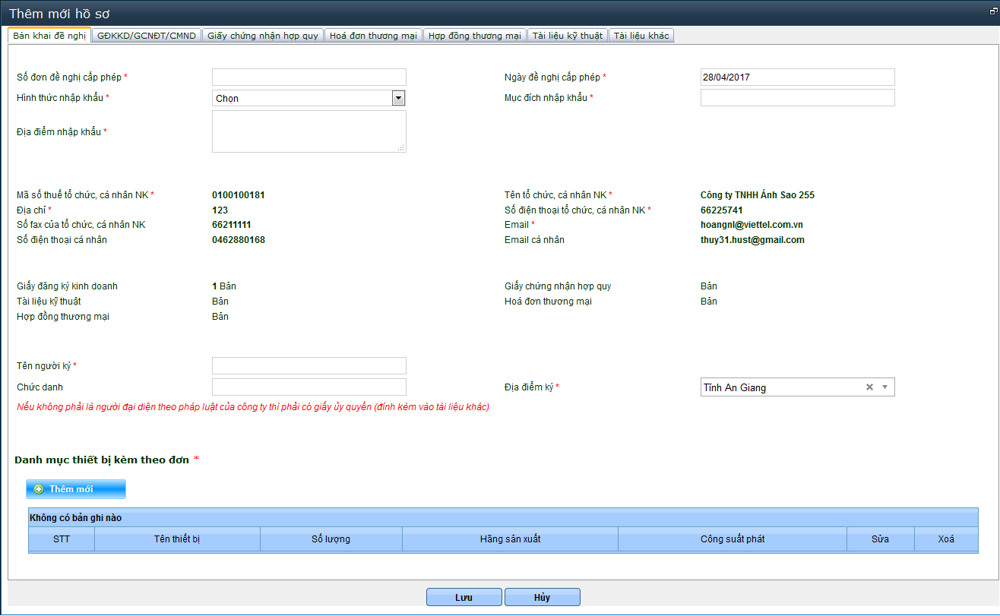 Thêm mới hồ sơ
Bản khai đề nghị GĐKKD/GCNĐT/CMND Giấy chứng nhận hợp quy Hoá đơn thương mại Hợp đồng thương mại Tài liệu kỹ thuật Tài liệu khác
Số đơn đề nghị cấp phép * Ngày đề nghị cấp phép * 28/04/2017
Hình thức nhập khẩu * Chọn Mục đích nhập khẩu *
Địa điểm nhập khẩu *
Mã số thuế tổ chức, cá nhân NK * 0100100181 Tên tổ chức, cá nhân NK * Công ty TNHH Ánh Sao 255
Địa chỉ * 123 Số điện thoại tổ chức, cá nhân NK * 66225741
Số fax của tổ chức, cá nhân NK 66211111 Email * hoangnl@viettel.com.vn
Số điện thoại cá nhân 0462880168 Email cá nhân thuy31.hust@gmail.com
Giấy đăng ký kinh doanh 1 Bản Giấy chứng nhận hợp quy Bản
Tài liệu kỹ thuật Bản Hoá đơn thương mại Bản
Hợp đồng thương mại Bản
Tên người ký *
Chức danh Địa điểm ký * Tỉnh An Giang
Nếu không phải là người đại diện theo pháp luật của công ty thì phải có giấy ủy quyền (đính kèm vào tài liệu khác)
Danh mục thiết bị kèm theo đơn *
Thêm mới
Không có bản ghi nào
STT Tên thiết bị Số lượng Hãng sản xuất Công suất phát Sửa Xoá
Lưu Hủy